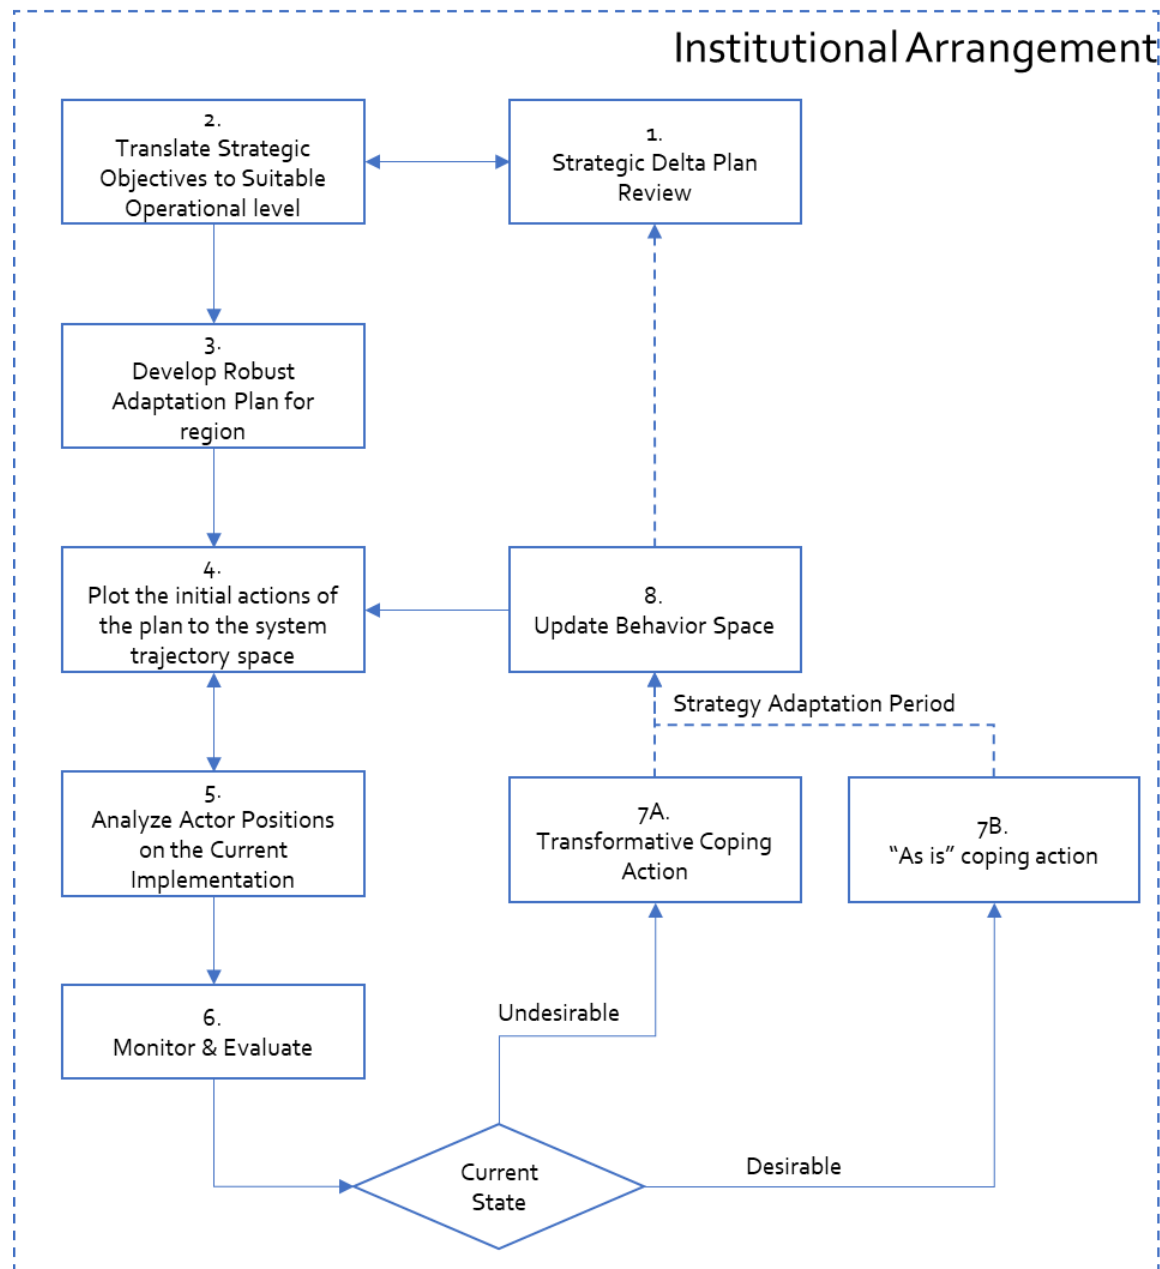 Institutional Arrangement
2.
Translate Strategic
Objectives to Suitable
Operational level
1.
Strategic Delta Plan
Review
3.
Develop Robust
Adaptation Plan for
region
4.
Plot the initial actions of
the plan to the system
trajectory space
8.
Update Behavior Space
Strategy Adaptation Period
5.
Analyze Actor Positions
on the Current
Implementation
7A.
Transformative Coping
Action
7B.
“As is” coping action
6.
Monitor & Evaluate
Undesirable
Desirable
Current
State